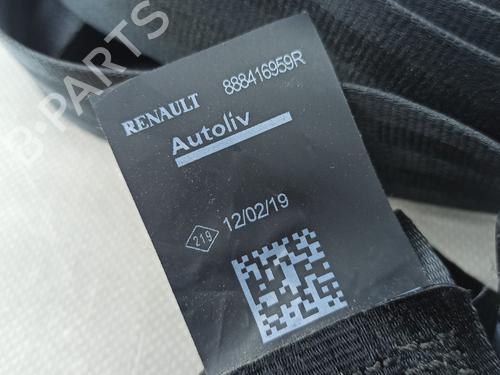 RENAULT 888416959R
Autoliv
219 12/02/19
B-PARTS